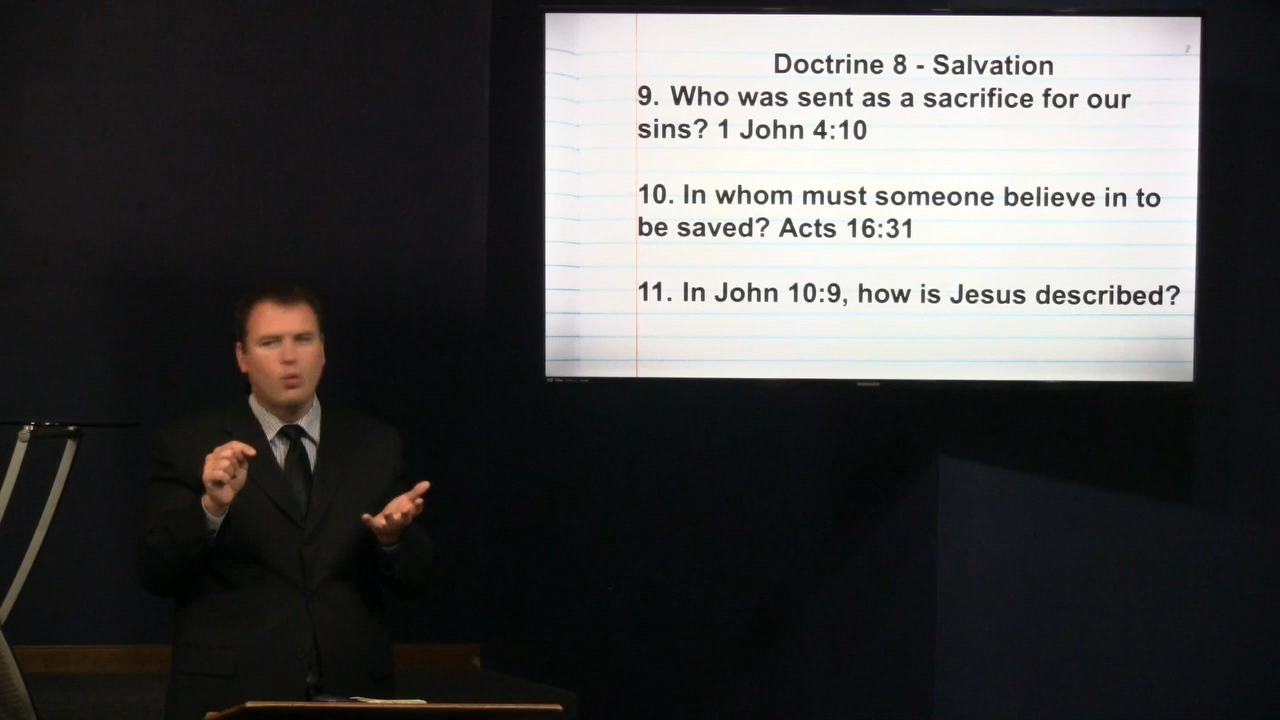 Doctrine 8 - Salvation
9. Who was sent as a sacrifice for our
sins? 1 John 4:10
10. In whom must someone believe in to
be saved? Acts 16:31
11. In John 10:9, how is Jesus described?